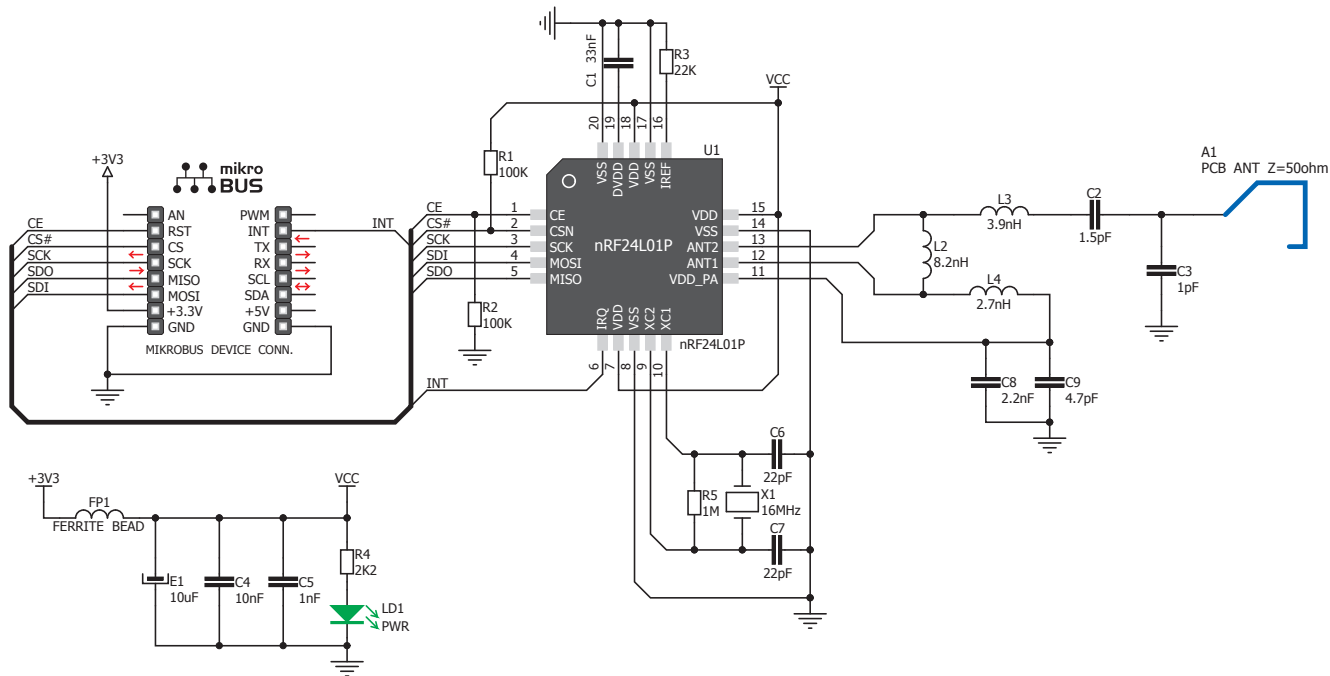 C1 33nF
R3
22K
VCC
20
19
18
17
16
VSS
DVDD
VDD
VSS
IREF
U1
R1
100K
+3V3
mikro
BUS
AN
RST
CS
SCK
MISO
MOSI
+3.3V
GND
PWM
INT
TX
RX
SCL
SDA
+5V
GND
MIKROBUS DEVICE CONN.
CE
CS#
SCK
SDO
SDI
INT
CE
CS#
SCK
SDI
SDO
1
2
3
4
5
CE
CSN
SCK
MOSI
MISO
nRF24L01P
VDD
VSS
ANT2
ANT1
VDD_PA
15
14
13
12
11
IRQ
VDD
VSS
XC2
XC1
nRF24L01P
6
7
8
9
10
R2
100K
INT
A1
PCB ANT Z=50ohm
L3
3.9nH
C2
1.5pF
L2
8.2nH
L4
2.7nH
C3
1pF
C8
2.2nF
C9
4.7pF
C6
22pF
R5
1M
X1
16MHz
C7
22pF
+3V3
FP1
FERRITE BEAD
VCC
E1
10uF
C4
10nF
C5
1nF
R4
2K2
LD1
PWR